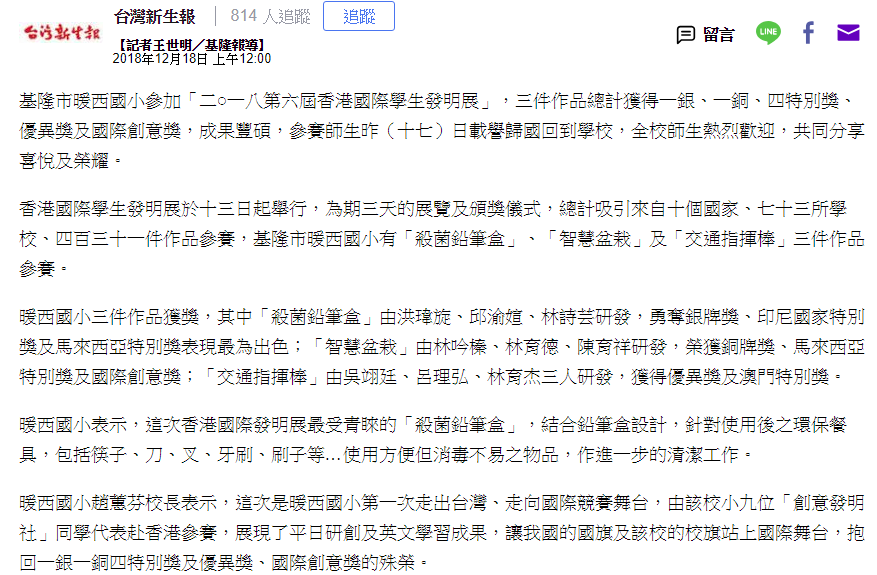 台灣新生報
台灣新生報 814 人追蹤 追蹤
【記者王世明／基隆報導】
2018年12月18日 上午12:00
留言
LINE
基隆市暖西國小參加「二○一八第六屆香港國際學生發明展」，三件作品總計獲得一銀、一銅、四特別獎、
優異獎及國際創意獎，成果豐碩，參賽師生昨（十七）日載譽歸國回到學校，全校師生熱烈歡迎，共同分享
喜悅及榮耀。
香港國際學生發明展於十三日起舉行，為期三天的展覽及頒獎儀式，總計吸引來自十個國家、七十三所學
校、四百三十一件作品參賽，基隆市暖西國小有「殺菌鉛筆盒」、「智慧盆栽」及「交通指揮棒」三件作品
參賽。
暖西國小三件作品獲獎，其中「殺菌鉛筆盒」由洪瑋旋、邱渝媗、林詩芸研發，勇奪銀牌獎、印尼國家特別
獎及馬來西亞特別獎表現最為出色；「智慧盆栽」由林吟榛、林育德、陳育祥研發，榮獲銅牌獎、馬來西亞
特別獎及國際創意獎；「交通指揮棒」由吳翊廷、呂理弘、林育杰三人研發，獲得優異獎及澳門特別獎。
暖西國小表示，這次香港國際發明展最受青睞的「殺菌鉛筆盒」，結合鉛筆盒設計，針對使用後之環保餐
具，包括筷子、刀、叉、牙刷、刷子等...使用方便但消毒不易之物品，作進一步的清潔工作。
暖西國小趙蕙芬校長表示，這次是暖西國小第一次走出台灣、走向國際競賽舞台，由該校小九位「創意發明
社」同學代表赴香港參賽，展現了平日研創及英文學習成果，讓我國的國旗及該校的校旗站上國際舞台，抱
回一銀一銅四特別獎及優異獎、國際創意獎的殊榮。